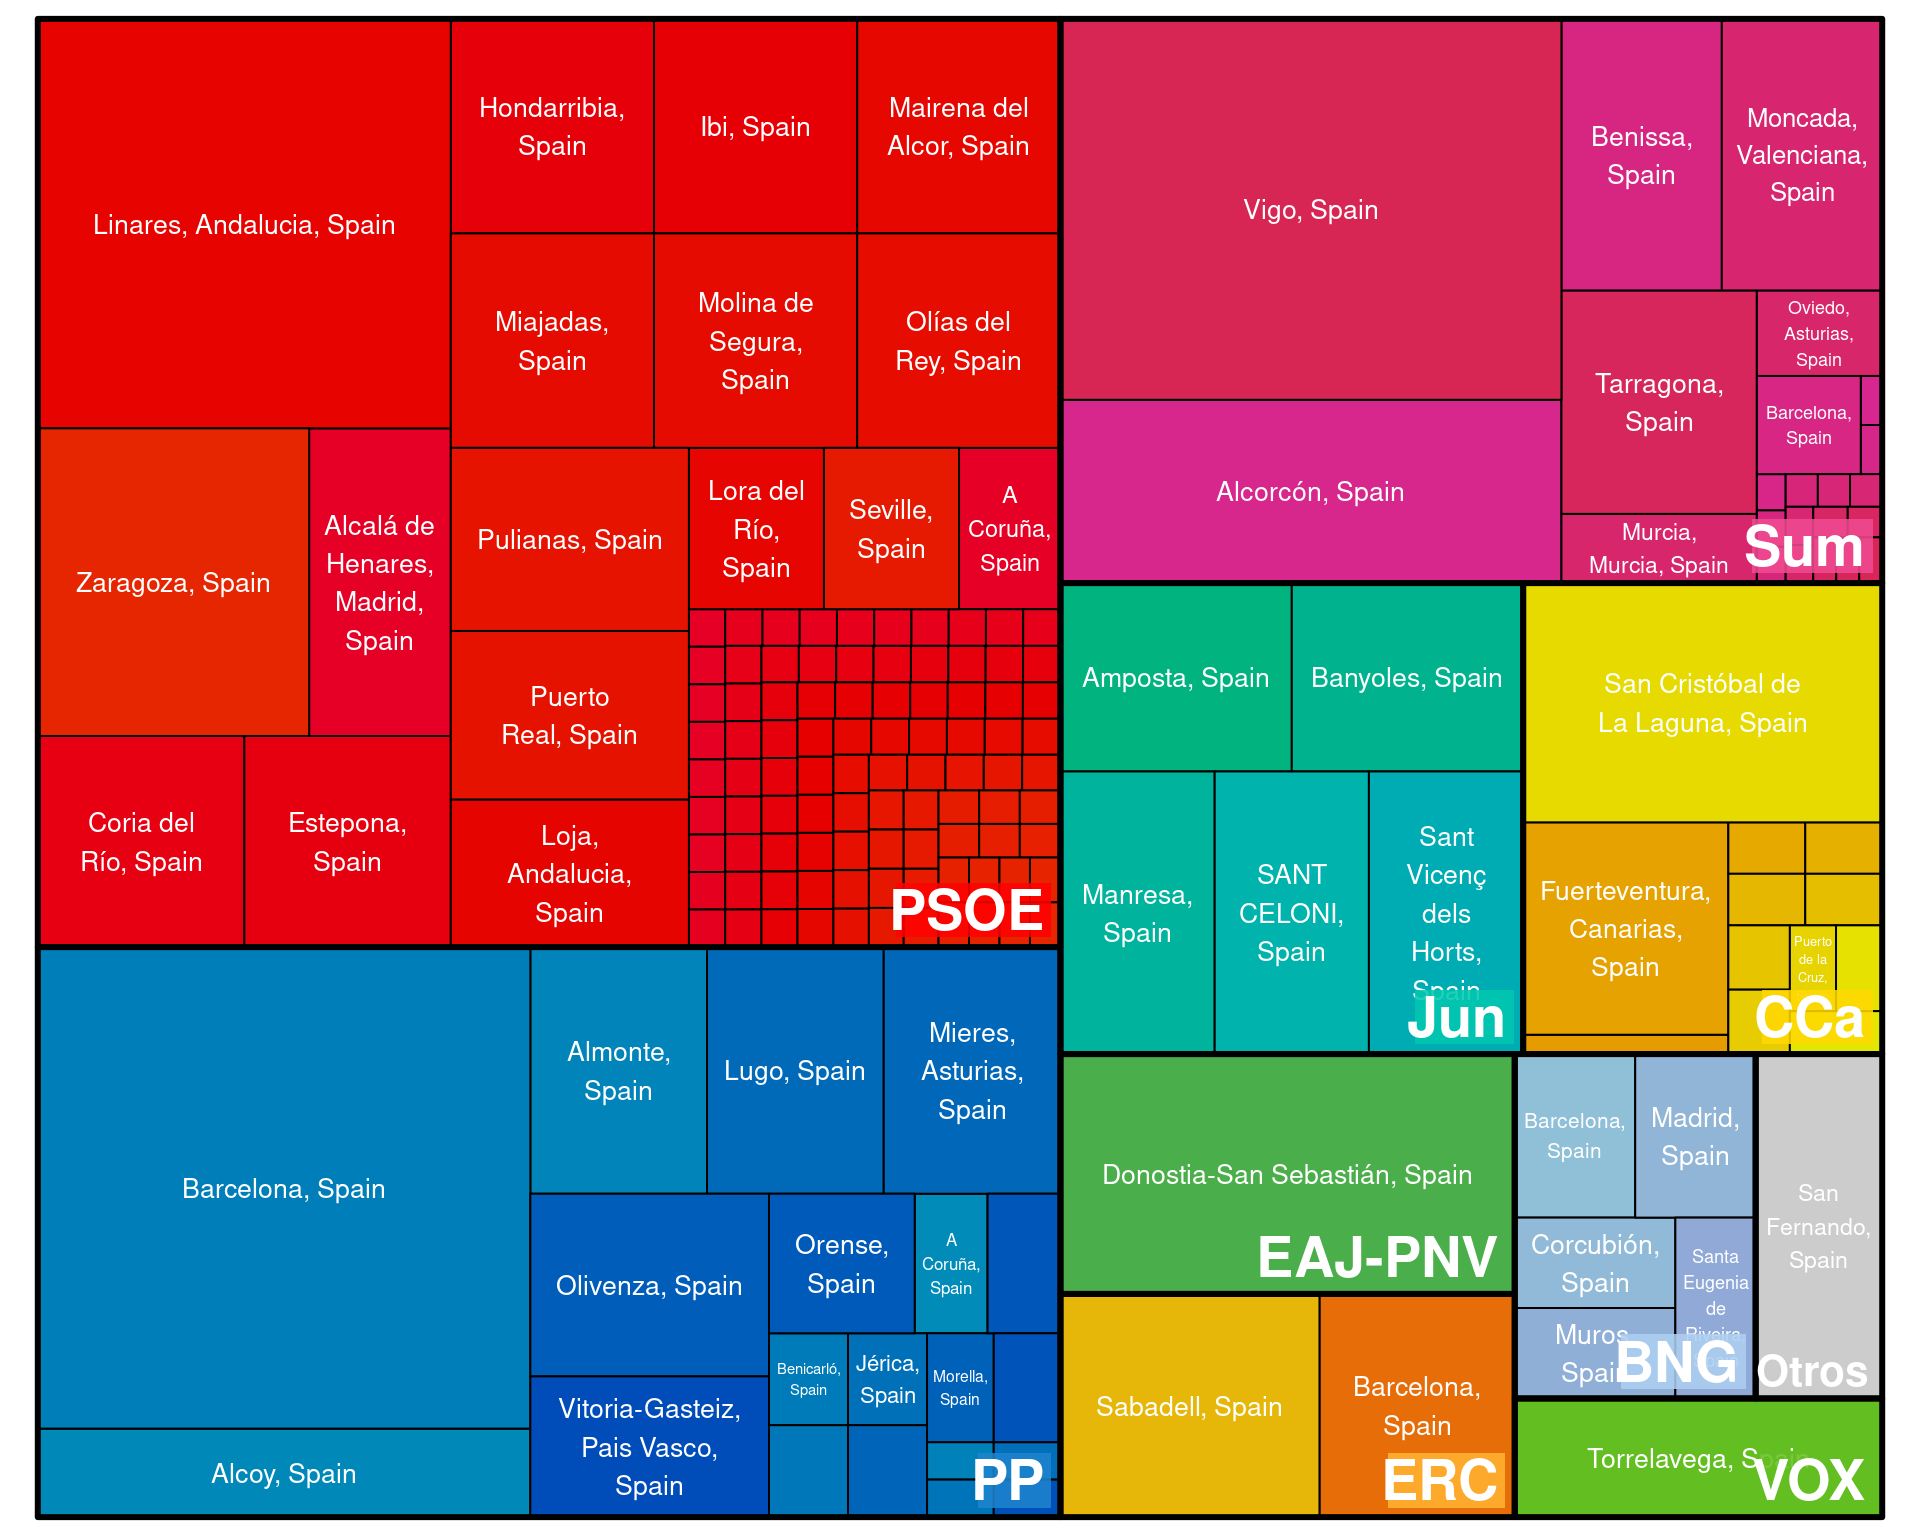 Linares, Andalucia, Spain
Hondarribia,
Spain
Ibi, Spain
Mairena del
Alcor, Spain
Miajadas,
Spain
Molina de
Segura,
Spain
Olías del
Rey, Spain
Zaragoza, Spain
Alcalá de
Henares,
Madrid,
Spain
Pulianas, Spain
Lora del
Río,
Spain
Seville,
Spain
A
Coruña,
Spain
Puerto
Real, Spain
Coria del
Río, Spain
Estepona,
Spain
Loja,
Andalucia,
Spain
PSOE
Vigo, Spain
Benissa,
Spain
Moncada,
Valenciana,
Spain
Tarragona,
Spain
Oviedo,
Asturias,
Spain
Barcelona,
Spain
Alcorcón, Spain
Murcia,
Murcia, Spain
Sum
Amposta, Spain
Banyoles, Spain
Manresa,
Spain
SANT
CELONI,
Spain
Sant
Vicenç
dels
Horts,
Spain
Jun
San Cristóbal de
La Laguna, Spain
Fuerteventura,
Canarias,
Spain
Puerto
de la
Cruz,
CCa
Barcelona, Spain
Almonte,
Spain
Lugo, Spain
Mieres,
Asturias,
Spain
Olivenza, Spain
Orense,
Spain
A
Coruña,
Spain
Benicarló,
Spain
Jérica,
Spain
Morella,
Spain
Vitoria-Gasteiz,
Pais Vasco,
Spain
Alcoy, Spain
PP
Donostia-San Sebastián, Spain
EAJ-PNV
Sabadell, Spain
Barcelona,
Spain
ERC
Barcelona,
Spain
Madrid,
Spain
Corcubión,
Spain
Santa
Eugenia
de
Riveira
Muros,
Spain
BNG
San
Fernando,
Spain
Otros
Torrelavega, Spain
VOX